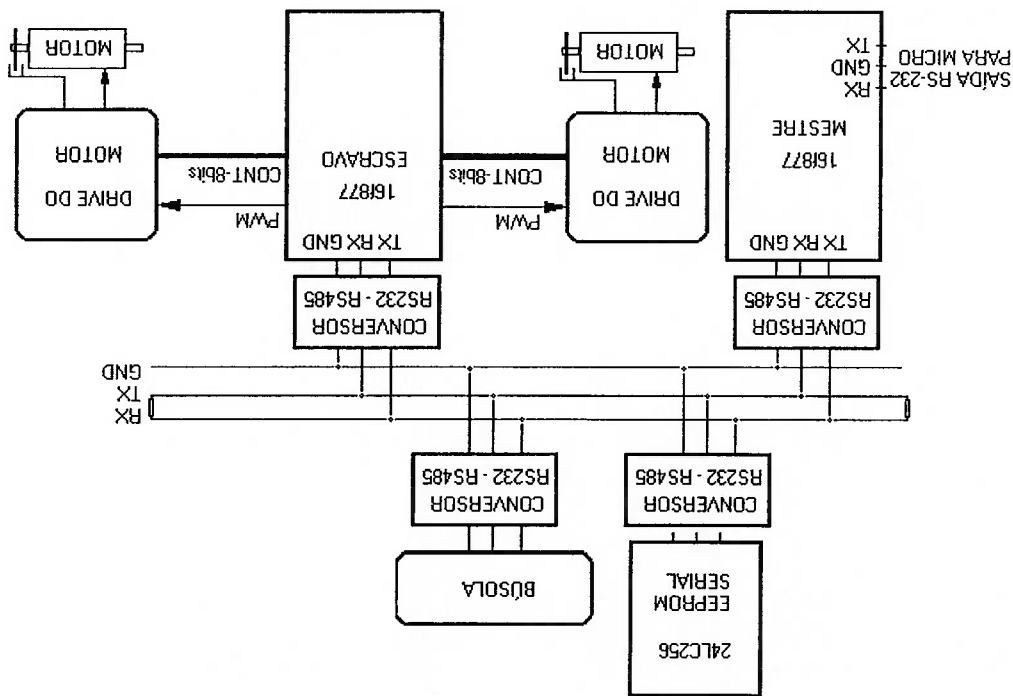 24LC256
EEPROM
SERIAL
BÚSOLA
CONVERSOR
RS232 - RS485
CONVERSOR
RS232 - RS485
RX
TX
GND
CONVERSOR
RS232 - RS485
CONVERSOR
RS232 - RS485
TX RX GND
16f877
MESTRE
RX
GND
TX
SAÍDA RS-232
PARA MICRO
DRIVE DO
MOTOR
MOTOR
PWM
CONT-8bits
TX RX GND
16f877
ESCRAVO
PWM
CONT-8bits
DRIVE DO
MOTOR
MOTOR